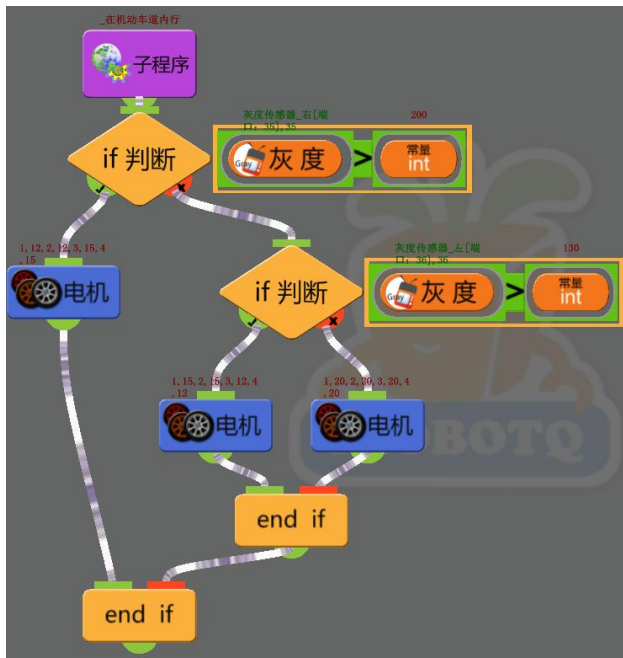 _在机动车道内行
子程序
灰度传感器_右[端
口: 35],35
200
if 判断
Gray
灰 度
>
常量
int
1,12,2,12,3,15,4
,15
电机
灰度传感器_左[端
口: 36],36
130
if 判断
Gray
灰 度
>
常量
int
1,15,2,15,3,12,4
,12
电机
1,20,2,20,3,20,4
,20
电机
OBOTQ
end if
end if